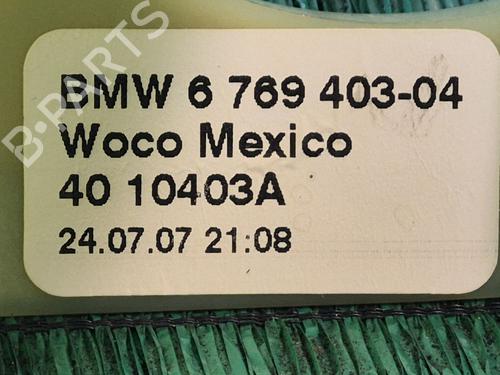 B-PARTS
BMW 6 769 403-04
Woco Mexico
40 10403A
24.07.07 21:08